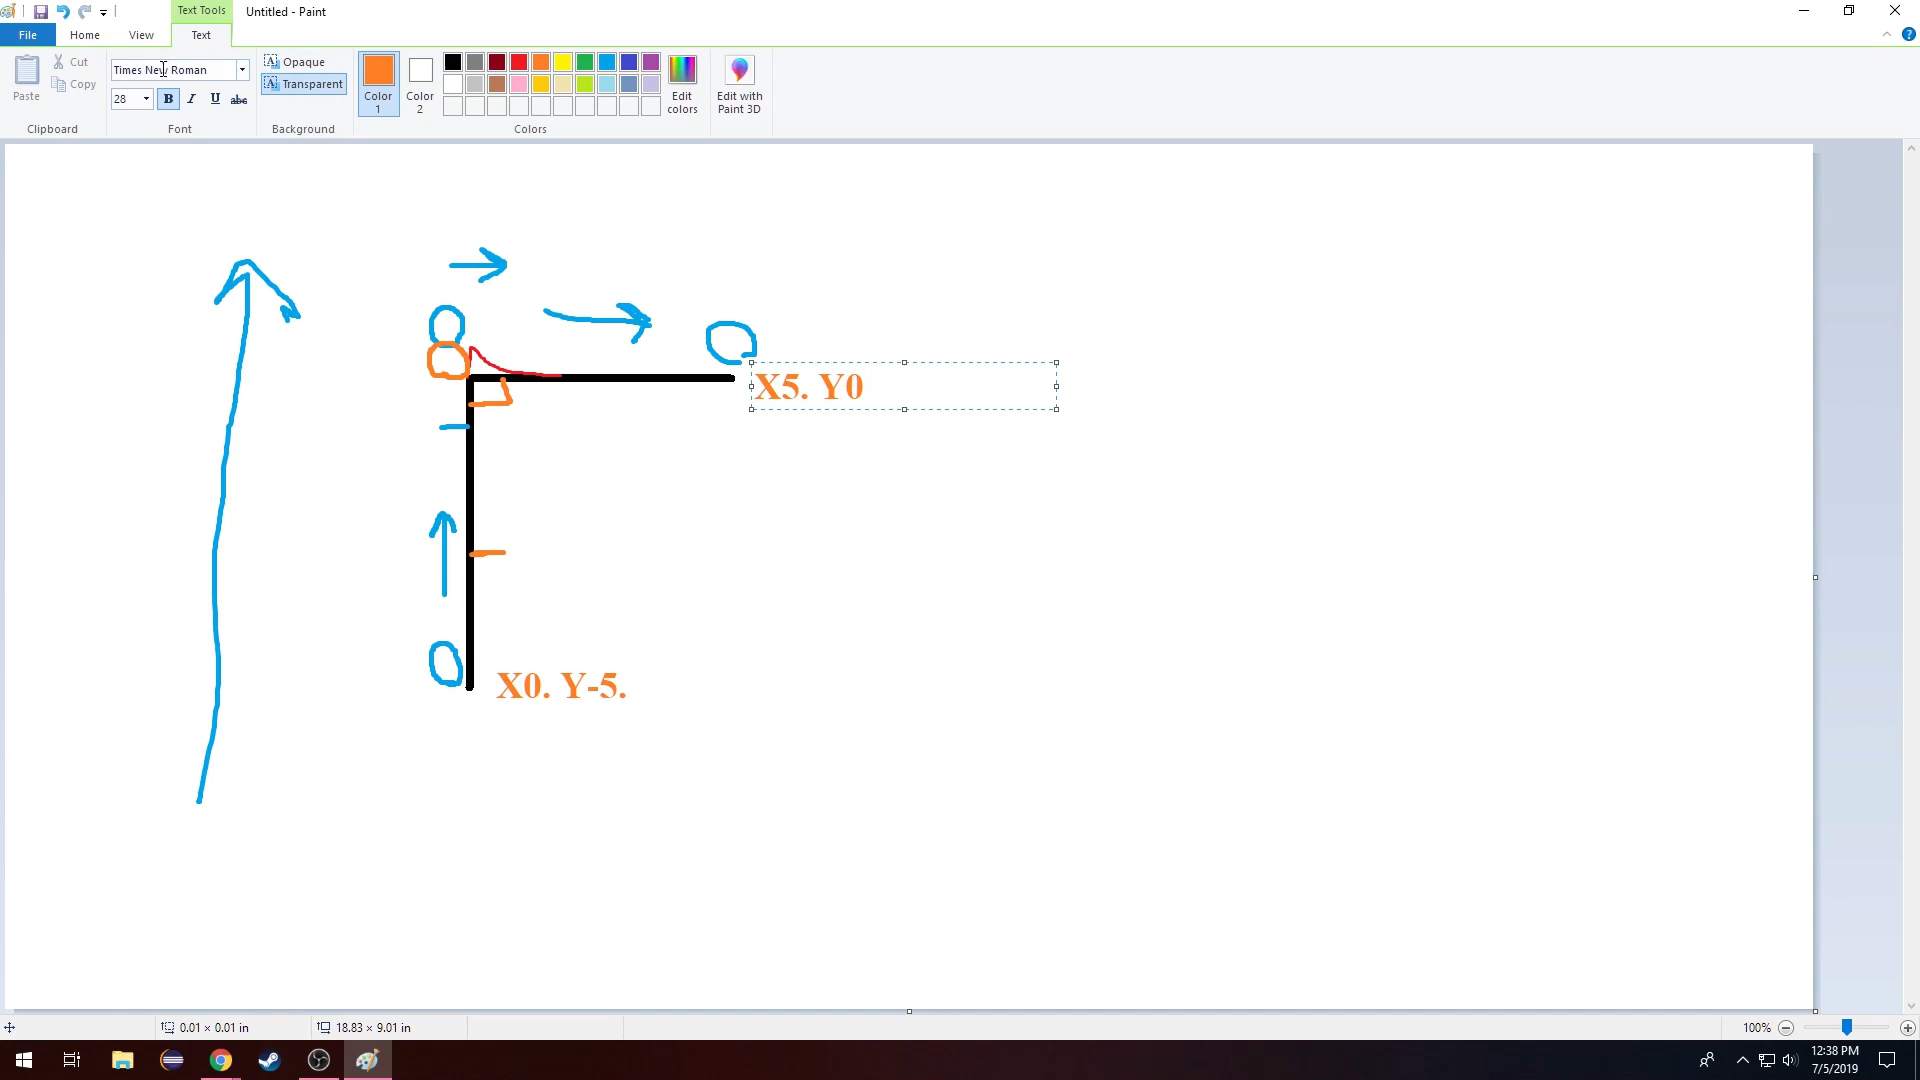 Text Tools
Untitled - Paint
File
Home
View
Text
Paste
Cut
Copy
Clipboard
Times New Roman
28
B I U abc
Font
Opaque
Transparent
Background
Color 1
Color 2
Colors
Edit colors
Edit with Paint 3D
X5. Y0
X0. Y-5.
0.01 × 0.01 in
18.83 × 9.01 in
100%
12:38 PM
7/5/2019